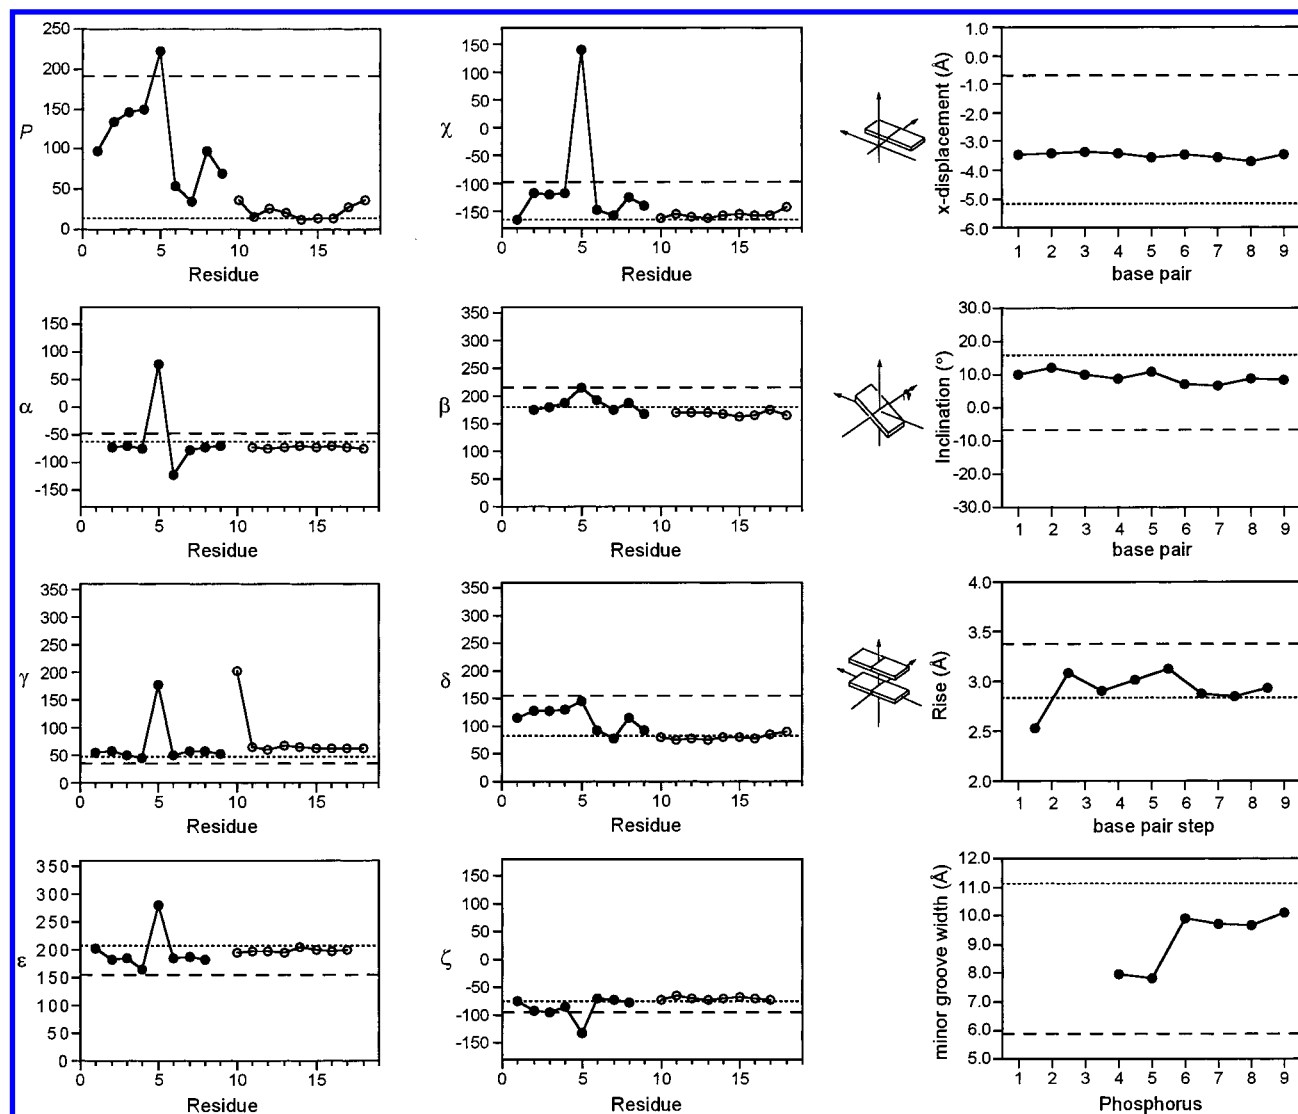 250
200
150
100
50
0
P
0 5 10 15
Residue
150
100
50
0
-50
-100
-150
χ
0 5 10 15
Residue
1.0
0.0
-1.0
-2.0
-3.0
-4.0
-5.0
-6.0
x-displacement (Å)
1 2 3 4 5 6 7 8 9
base pair
150
100
50
0
-50
-100
-150
α
0 5 10 15
Residue
350
300
250
200
150
100
50
0
β
0 5 10 15
Residue
30.0
20.0
10.0
0.0
-10.0
-20.0
-30.0
Inclination (°)
1 2 3 4 5 6 7 8 9
base pair
350
300
250
200
150
100
50
0
γ
0 5 10 15
Residue
350
300
250
200
150
100
50
0
δ
0 5 10 15
Residue
4.0
3.5
3.0
2.5
2.0
Rise (Å)
1 2 3 4 5 6 7 8 9
base pair step
350
300
250
200
150
100
50
0
ε
0 5 10 15
Residue
150
100
50
0
-50
-100
-150
ζ
0 5 10 15
Residue
12.0
11.0
10.0
9.0
8.0
7.0
6.0
5.0
minor groove width (Å)
1 2 3 4 5 6 7 8 9
Phosphorus